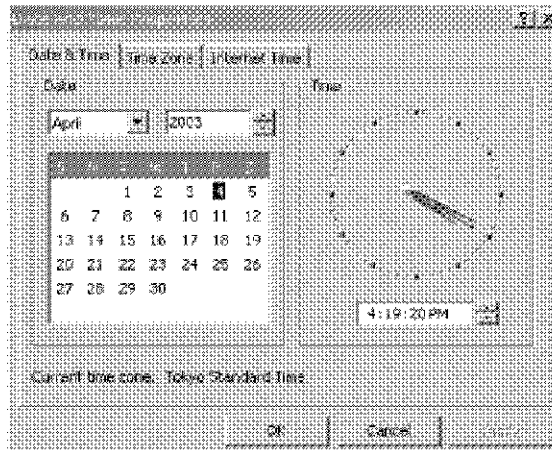 ? X
Date & Time Time Zone Internet Time
Date
Time
April 2003
1 2 3 4 5
6 7 8 9 10 11 12
13 14 15 16 17 18 19
20 21 22 23 24 25 26
27 28 29 30
4:19:20 PM
Current time zone: Tokyo Standard Time
OK Cancel